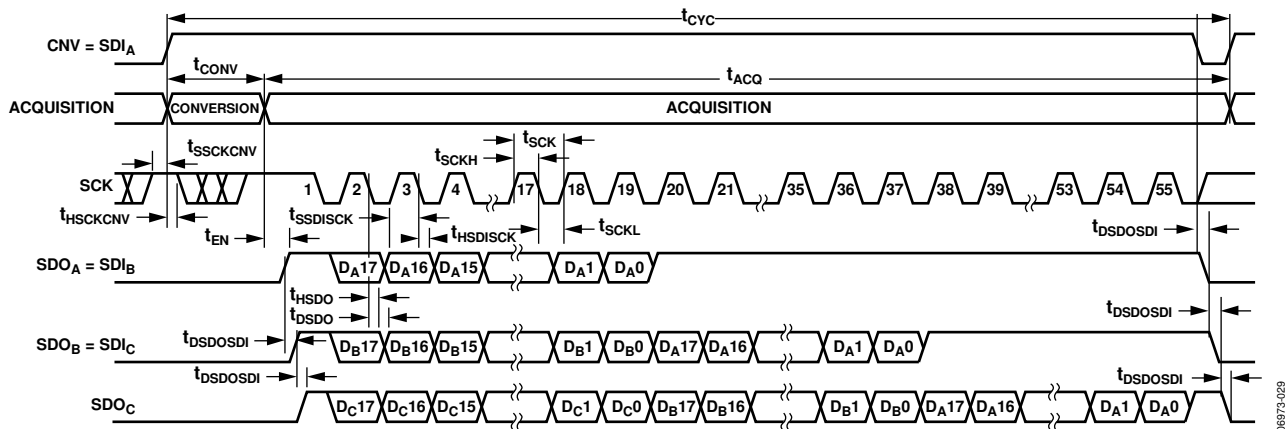 tCYC
CNV = SDIA
tCONV
tACQ
ACQUISITION CONVERSION ACQUISITION
tSSCKCNV
tSCK
tSCKH
SCK 1 2 3 4 17 18 19 20 21 35 36 37 38 39 53 54 55
tHSCKCNV
tSSDISCK
tHSDISCK
tSCKL
tEN
tDSDOSDI
SDOA = SDIB DA17 DA16 DA15 DA1 DA0
tHSDO
tDSDO
tDSDOSDI
tDSDOSDI
SDOB = SDIC DB17 DB16 DB15 DB1 DB0 DA17 DA16 DA1 DA0
tDSDOSDI
tDSDOSDI
SDOC DC17 DC16 DC15 DC1 DC0 DB17 DB16 DB1 DB0 DA17 DA16 DA1 DA0
06973-029